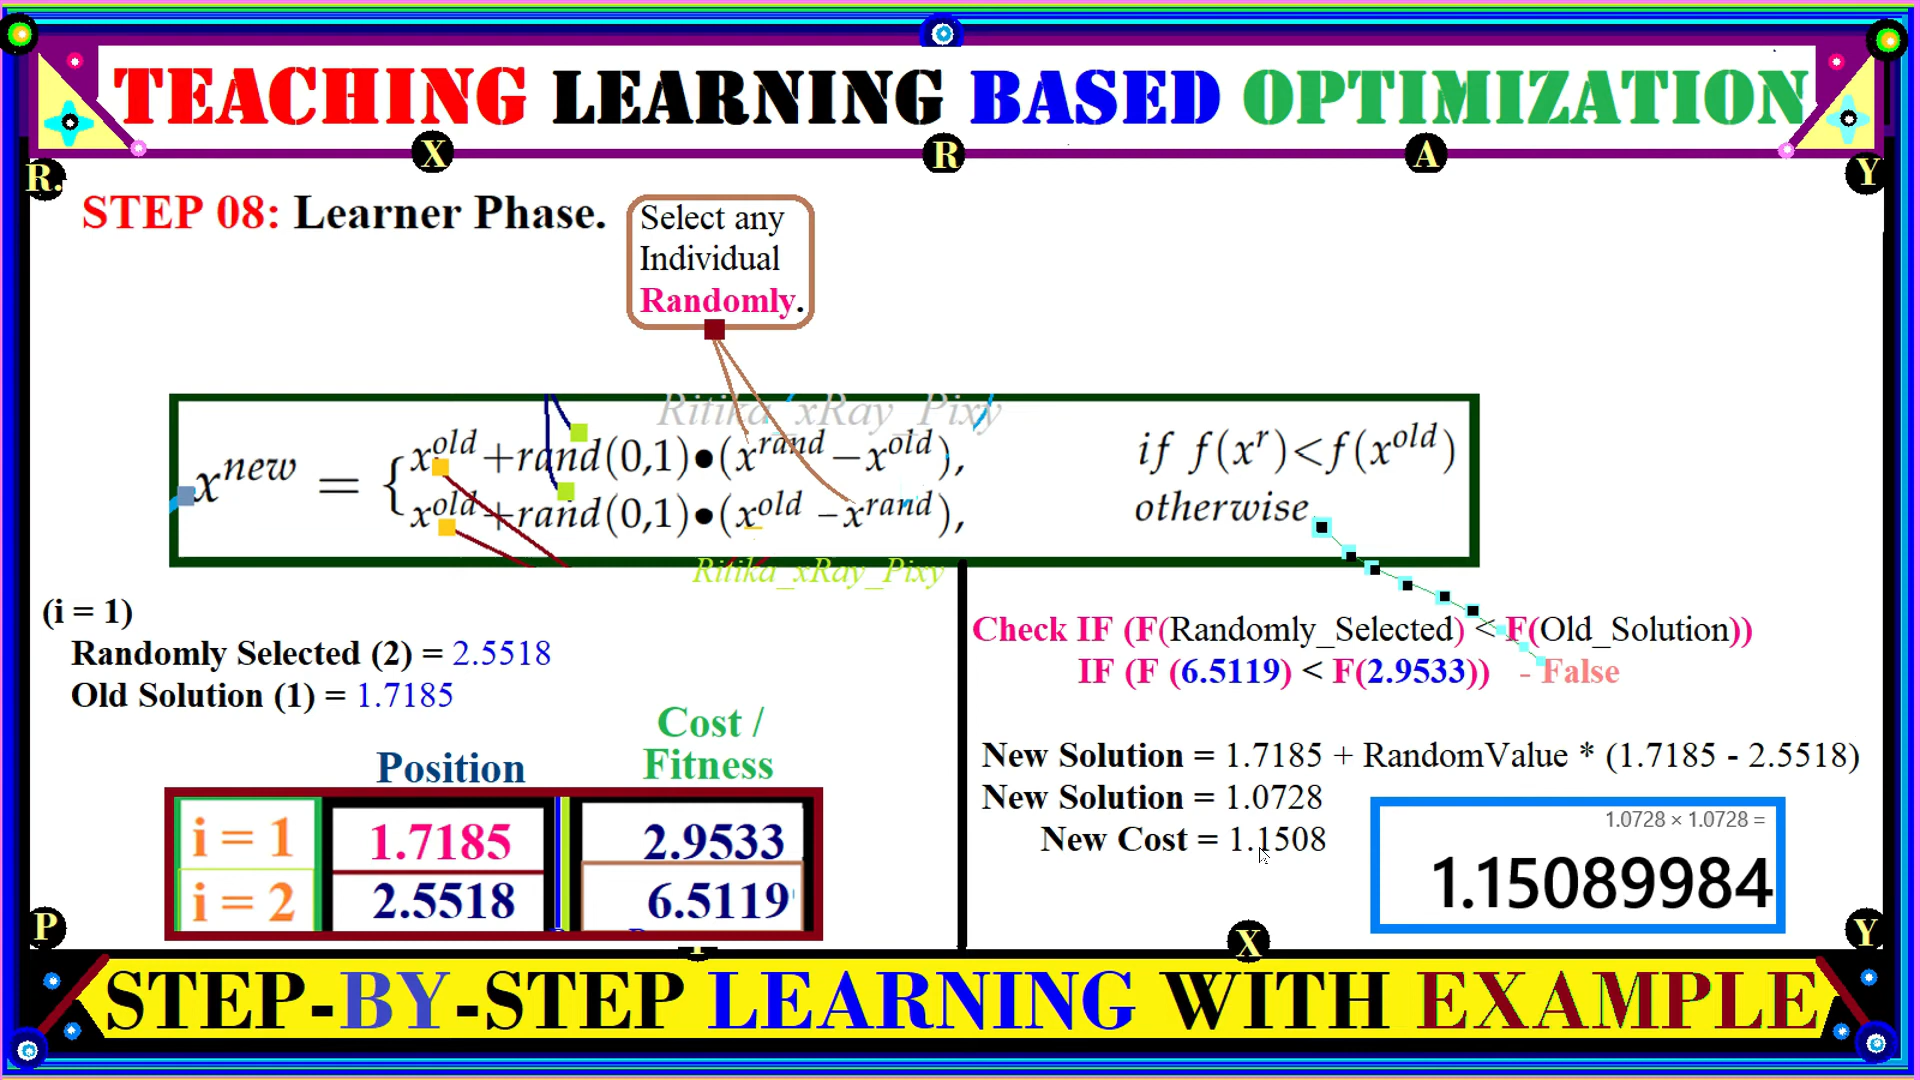 TEACHING LEARNING BASED OPTIMIZATION
R. X R A Y
STEP 08: Learner Phase.
Select any
Individual
Randomly.
Ritika_xRay_Pixy
x^new = { x^old+rand(0,1)●(x^rand−x^old), if f(x^r)<f(x^old)
x^old+rand(0,1)●(x^old −x^rand), otherwise
Ritika_xRay_Pixy
(i = 1)
Randomly Selected (2) = 2.5518
Old Solution (1) = 1.7185
Position
Cost /
Fitness
i = 1 1.7185 2.9533
i = 2 2.5518 6.5119
Check IF (F(Randomly_Selected) < F(Old_Solution))
IF (F (6.5119) < F(2.9533)) - False
New Solution = 1.7185 + RandomValue * (1.7185 - 2.5518)
New Solution = 1.0728
New Cost = 1.1508
1.0728 × 1.0728 =
1.15089984
P X Y
STEP-BY-STEP LEARNING WITH EXAMPLE